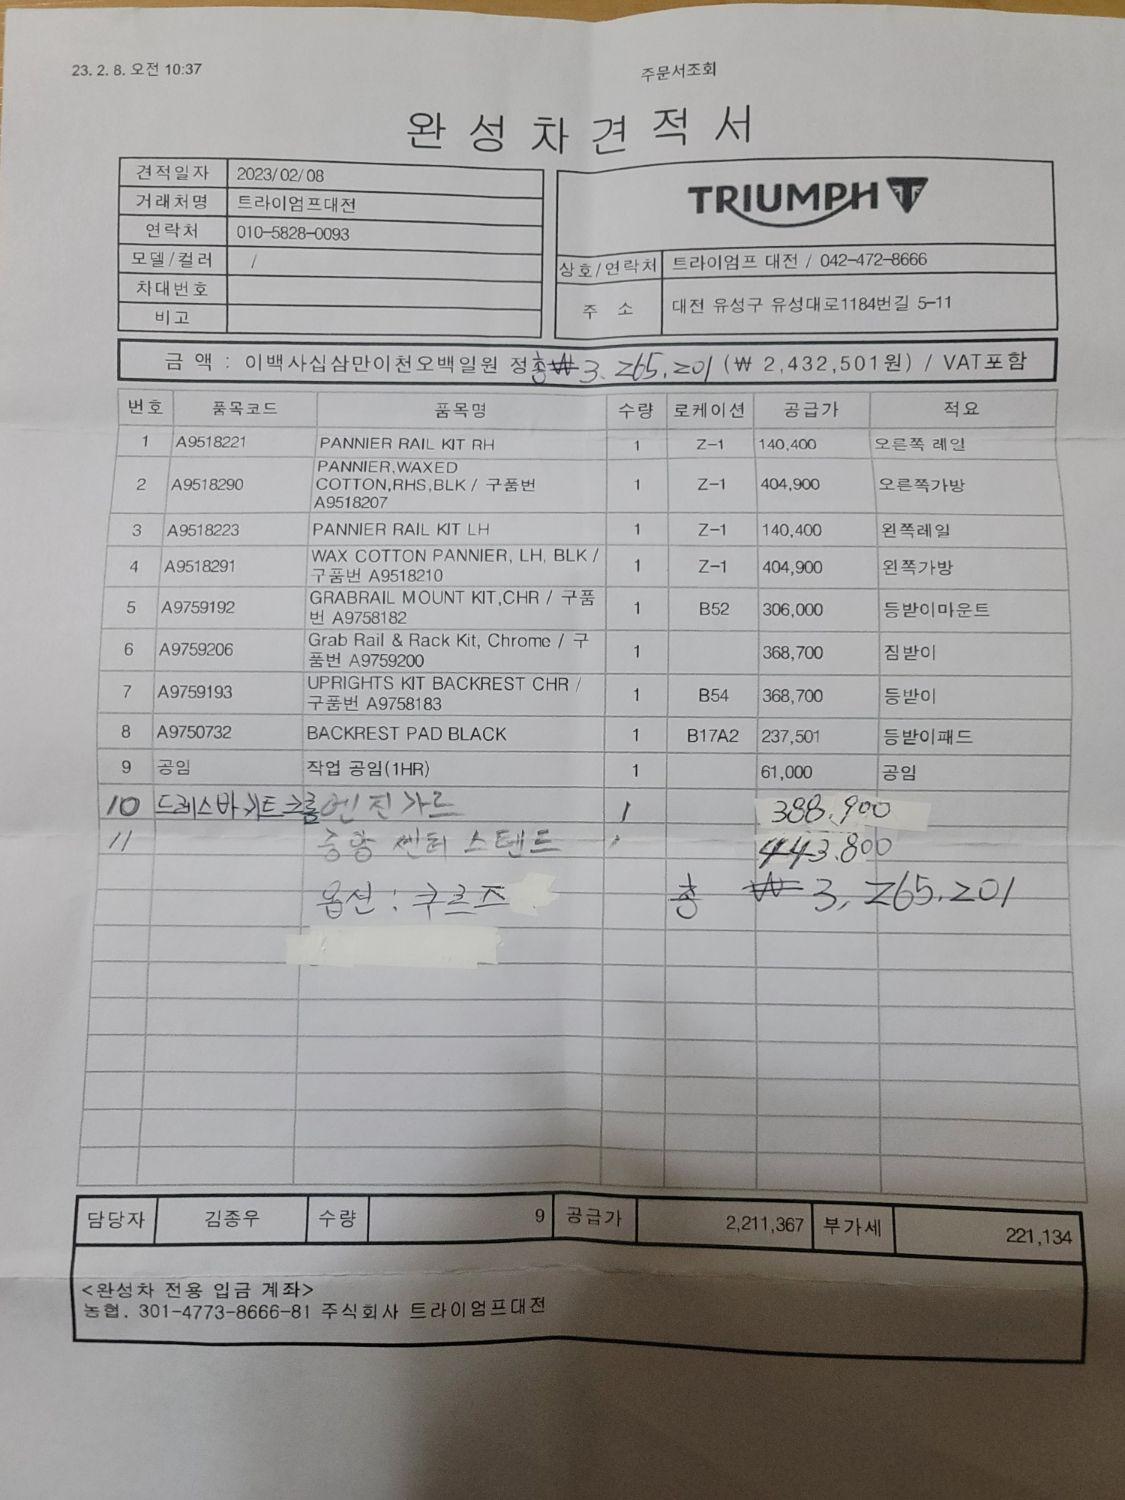 23. 2. 8. 오전 10:37
주문서조회
완성차견적서
견적일자 2023/02/08
거래처명 트라이엄프대전
연락처 010-5828-0093
모델/컬러 /
차대번호
비고
TRIUMPH
상호/연락처 트라이엄프 대전 / 042-472-8666
주 소 대전 유성구 유성대로1184번길 5-11
금 액 : 이백사십삼만이천오백일원 정 총₩ 3.265.201 (₩ 2,432,501원) / VAT포함
번호 품목코드 품목명 수량 로케이션 공급가 적요
1 A9518221 PANNIER RAIL KIT RH 1 Z-1 140,400 오른쪽 레일
2 A9518290 PANNIER,WAXED COTTON,RHS,BLK / 구품번 A9518207 1 Z-1 404,900 오른쪽가방
3 A9518223 PANNIER RAIL KIT LH 1 Z-1 140,400 왼쪽레일
4 A9518291 WAX COTTON PANNIER, LH, BLK / 구품번 A9518210 1 Z-1 404,900 왼쪽가방
5 A9759192 GRABRAIL MOUNT KIT,CHR / 구품번 A9758182 1 B52 306,000 등받이마운트
6 A9759206 Grab Rail & Rack Kit, Chrome / 구품번 A9759200 1 368,700 짐받이
7 A9759193 UPRIGHTS KIT BACKREST CHR / 구품번 A9758183 1 B54 368,700 등받이
8 A9750732 BACKREST PAD BLACK 1 B17A2 237,501 등받이패드
9 공임 작업 공임(1HR) 1 61,000 공임
10 드레스바 키트 크롬 엔진가드 1 388.900
11 중앙 쎈터 스텐드 443.800
옵션 : 쿠르즈 총 ₩ 3,265.201
담당자 김종우 수량 9 공급가 2,211,367 부가세 221,134
<완성차 전용 입금 계좌>
농협. 301-4773-8666-81 주식회사 트라이엄프대전